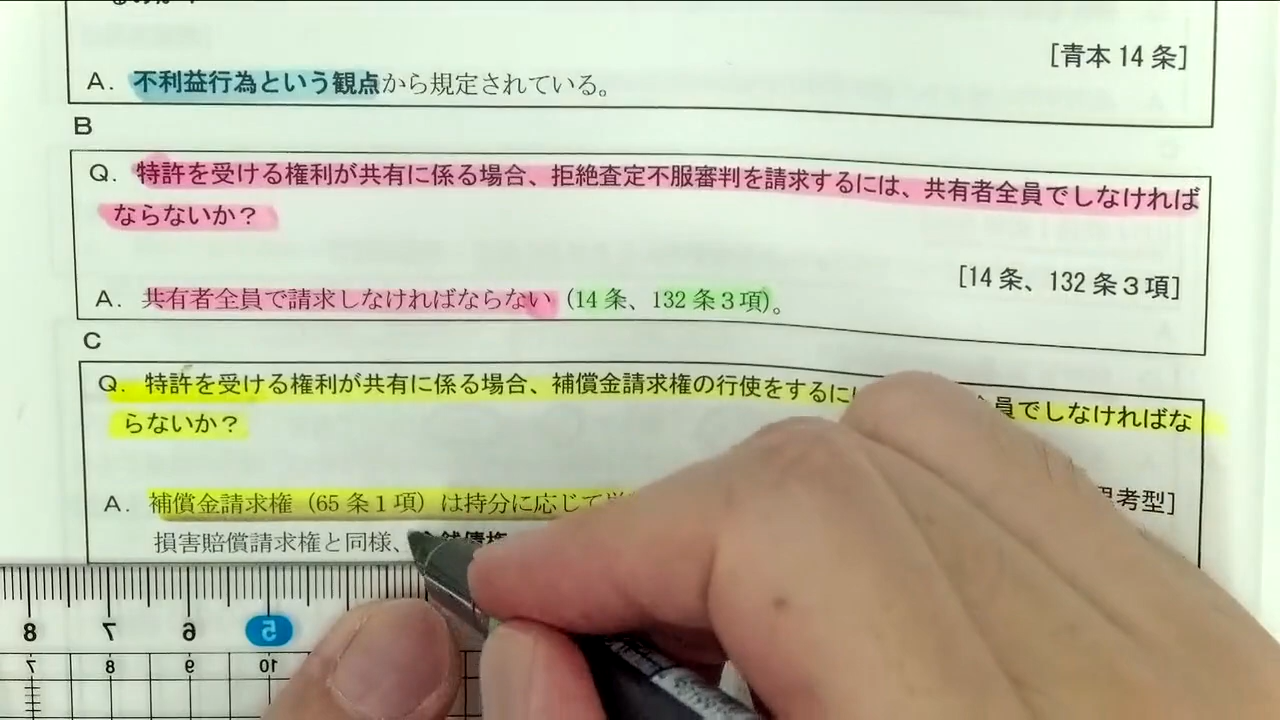 [青本 14 条]
A. 不利益行為という観点から規定されている。
B
Q. 特許を受ける権利が共有に係る場合、拒絶査定不服審判を請求するには、共有者全員でしなければ
ならないか?
[14 条、132 条3項]
A. 共有者全員で請求しなければならない (14 条、132 条3項)。
C
Q. 特許を受ける権利が共有に係る場合、補償金請求権の行使をするに 員でしなければな
らないか?
考型]
A. 補償金請求権 (65 条1項) は持分に応じて
損害賠償請求権と同様、
8 7 6 5
7 8 9 10